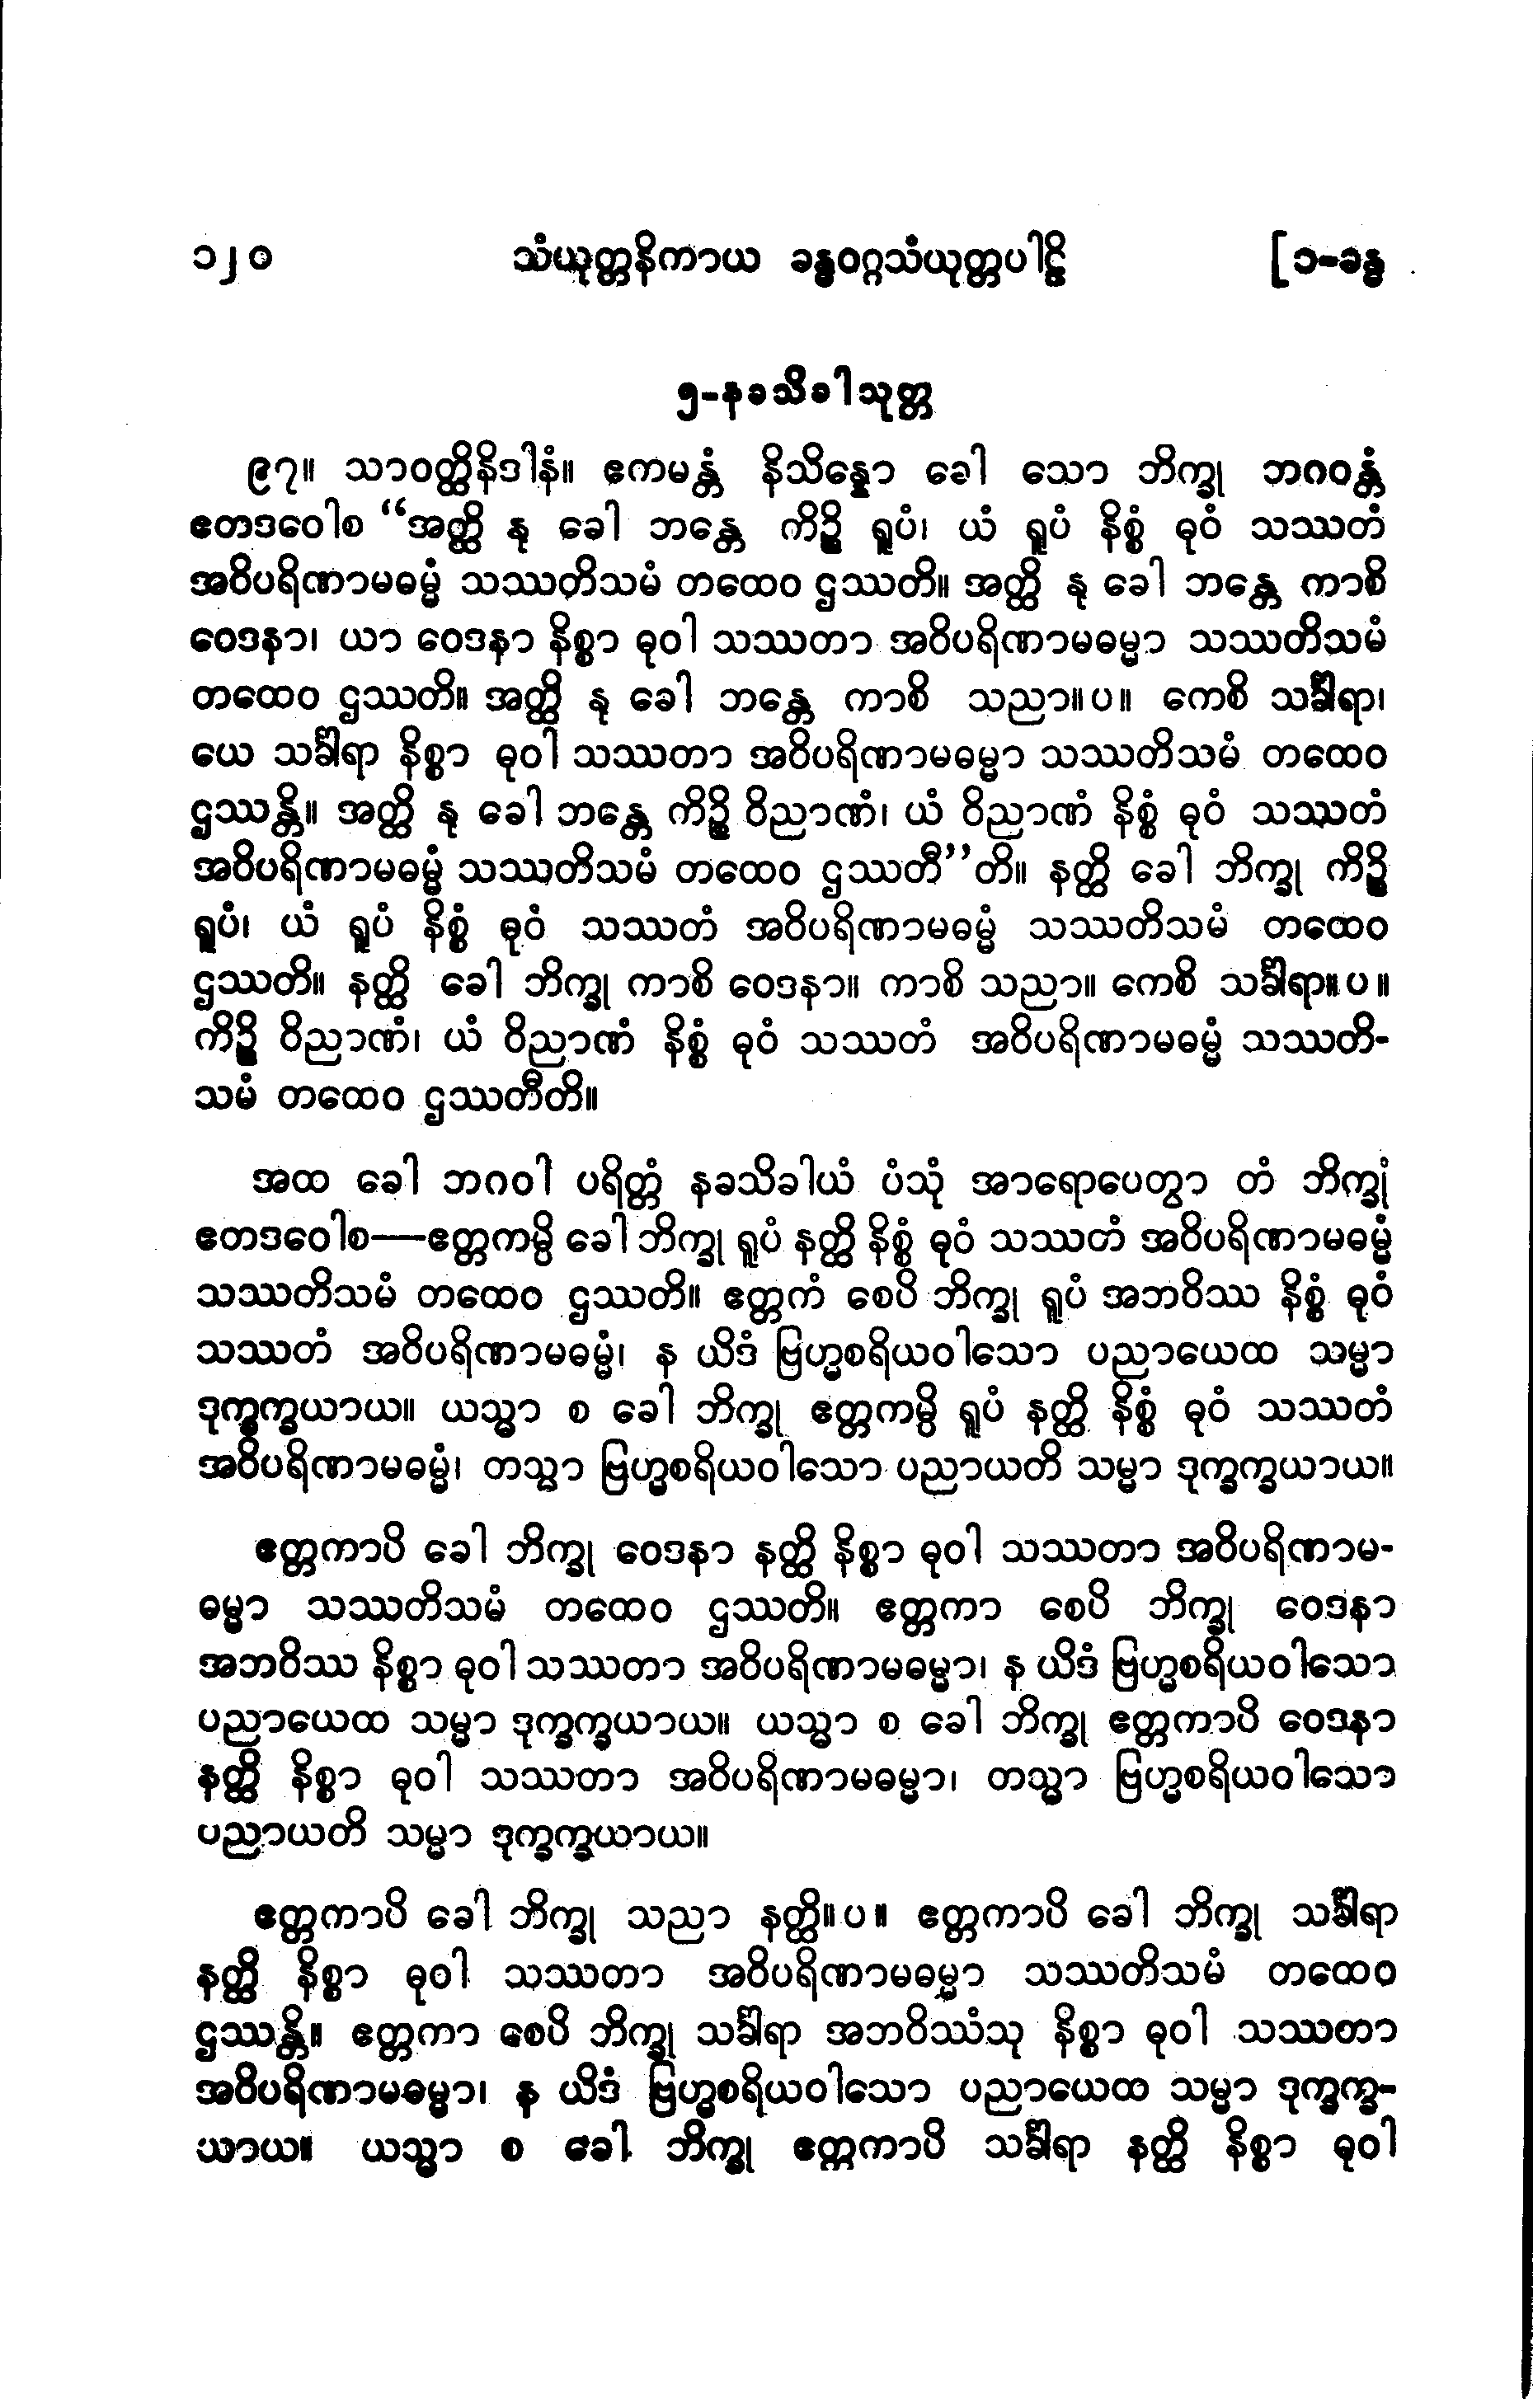 ၁၂၀ သံယုတ္တနိကာယ ခန္ဓဝဂ္ဂသံယုတ္တပါဠိ [၁-ခန္ဓ
၅-နခသိခါသုတ္တ
၉၇။ သာဝတ္ထိနိဒါနံ။ ဧကမန္တံ နိသိန္နော ခေါ သော ဘိက္ခု ဘဂဝန္တံ
ဧတဒဝေါစ “အတ္ထိ နု ခေါ ဘန္တေ ကိဉ္စိ ရူပံ၊ ယံ ရူပံ နိစ္စံ ဓုဝံ သဿတံ
အဝိပရိဏာမဓမ္မံ သဿတိသမံ တထေဝ ဌဿတိ။ အတ္ထိ နု ခေါ ဘန္တေ ကာစိ
ဝေဒနာ၊ ယာ ဝေဒနာ နိစ္စာ ဓုဝါ သဿတာ အဝိပရိဏာမဓမ္မာ သဿတိသမံ
တထေဝ ဌဿတိ။ အတ္ထိ နု ခေါ ဘန္တေ ကာစိ သညာ။ပ။ ကေစိ သင်္ခါရာ၊
ယေ သင်္ခါရာ နိစ္စာ ဓုဝါ သဿတာ အဝိပရိဏာမဓမ္မာ သဿတိသမံ တထေဝ
ဌဿန္တိ။ အတ္ထိ နု ခေါ ဘန္တေ ကိဉ္စိ ဝိညာဏံ၊ ယံ ဝိညာဏံ နိစ္စံ ဓုဝံ သဿတံ
အဝိပရိဏာမဓမ္မံ သဿတိသမံ တထေဝ ဌဿတီ”တိ။ နတ္ထိ ခေါ ဘိက္ခု ကိဉ္စိ
ရူပံ၊ ယံ ရူပံ နိစ္စံ ဓုဝံ သဿတံ အဝိပရိဏာမဓမ္မံ သဿတိသမံ တထေဝ
ဌဿတိ။ နတ္ထိ ခေါ ဘိက္ခု ကာစိ ဝေဒနာ။ ကာစိ သညာ။ ကေစိ သင်္ခါရာ။ပ။
ကိဉ္စိ ဝိညာဏံ၊ ယံ ဝိညာဏံ နိစ္စံ ဓုဝံ သဿတံ အဝိပရိဏာမဓမ္မံ သဿတိ-
သမံ တထေဝ ဌဿတီတိ။
အထ ခေါ ဘဂဝါ ပရိတ္တံ နခသိခါယံ ပံသုံ အာရောပေတွာ တံ ဘိက္ခုံ
ဧတဒဝေါစ—ဧတ္တကမ္ပိ ခေါ ဘိက္ခု ရူပံ နတ္ထိ နိစ္စံ ဓုဝံ သဿတံ အဝိပရိဏာမဓမ္မံ
သဿတိသမံ တထေဝ ဌဿတိ။ ဧတ္တကံ စေပိ ဘိက္ခု ရူပံ အဘဝိဿ နိစ္စံ ဓုဝံ
သဿတံ အဝိပရိဏာမဓမ္မံ၊ န ယိဒံ ဗြဟ္မစရိယဝါသော ပညာယေထ သမ္မာ
ဒုက္ခက္ခယာယ။ ယသ္မာ စ ခေါ ဘိက္ခု ဧတ္တကမ္ပိ ရူပံ နတ္ထိ နိစ္စံ ဓုဝံ သဿတံ
အဝိပရိဏာမဓမ္မံ၊ တသ္မာ ဗြဟ္မစရိယဝါသော ပညာယတိ သမ္မာ ဒုက္ခက္ခယာယ။
ဧတ္တကာပိ ခေါ ဘိက္ခု ဝေဒနာ နတ္ထိ နိစ္စာ ဓုဝါ သဿတာ အဝိပရိဏာမ-
ဓမ္မာ သဿတိသမံ တထေဝ ဌဿတိ။ ဧတ္တကာ စေပိ ဘိက္ခု ဝေဒနာ
အဘဝိဿ နိစ္စာ ဓုဝါ သဿတာ အဝိပရိဏာမဓမ္မာ၊ န ယိဒံ ဗြဟ္မစရိယဝါသော
ပညာယေထ သမ္မာ ဒုက္ခက္ခယာယ။ ယသ္မာ စ ခေါ ဘိက္ခု ဧတ္တကာပိ ဝေဒနာ
နတ္ထိ နိစ္စာ ဓုဝါ သဿတာ အဝိပရိဏာမဓမ္မာ၊ တသ္မာ ဗြဟ္မစရိယဝါသော
ပညာယတိ သမ္မာ ဒုက္ခက္ခယာယ။
ဧတ္တကာပိ ခေါ ဘိက္ခု သညာ နတ္ထိ။ပ။ ဧတ္တကာပိ ခေါ ဘိက္ခု သင်္ခါရာ
နတ္ထိ နိစ္စာ ဓုဝါ သဿတာ အဝိပရိဏာမဓမ္မာ သဿတိသမံ တထေဝ
ဌဿန္တိ။ ဧတ္တကာ စေပိ ဘိက္ခု သင်္ခါရာ အဘဝိဿံသု နိစ္စာ ဓုဝါ သဿတာ
အဝိပရိဏာမဓမ္မာ၊ န ယိဒံ ဗြဟ္မစရိယဝါသော ပညာယေထ သမ္မာ ဒုက္ခက္ခ-
ယာယ။ ယသ္မာ စ ခေါ ဘိက္ခု ဧတ္တကာပိ သင်္ခါရာ နတ္ထိ နိစ္စာ ဓုဝါ